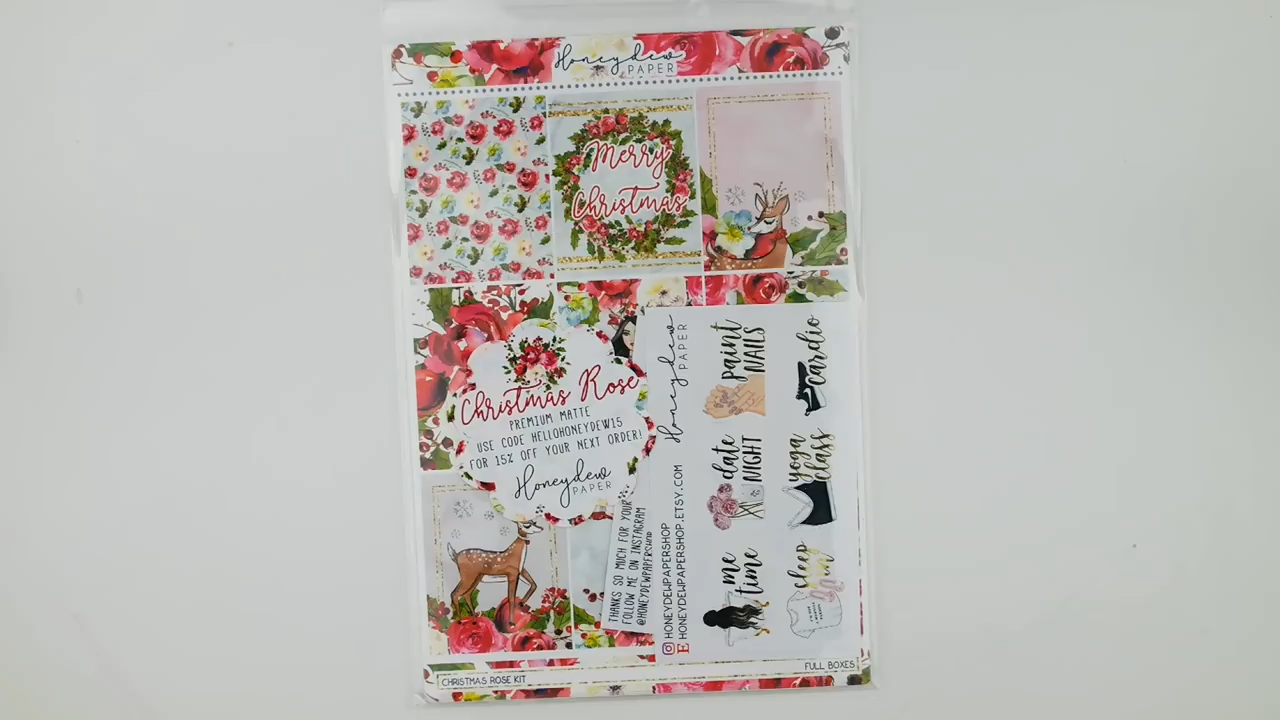 Honeydew
PAPER
Merry
Christmas
Christmas Rose
PREMIUM MATTE
USE CODE HELLOHONEYDEW15
FOR 15% OFF YOUR NEXT ORDER!
Honeydew
PAPER
THANKS SO MUCH FOR YOUR
FOLLOW ME ON INSTAGRAM
@HONEYDEWPAPERSHOP
Honeydew
PAPER
HONEYDEWPAPERSHOP
HONEYDEWPAPERSHOP.ETSY.COM
paint
NAILS
cardio
date
NIGHT
yoga
class
me
time
sleep
in
CHRISTMAS ROSE KIT
FULL BOXES